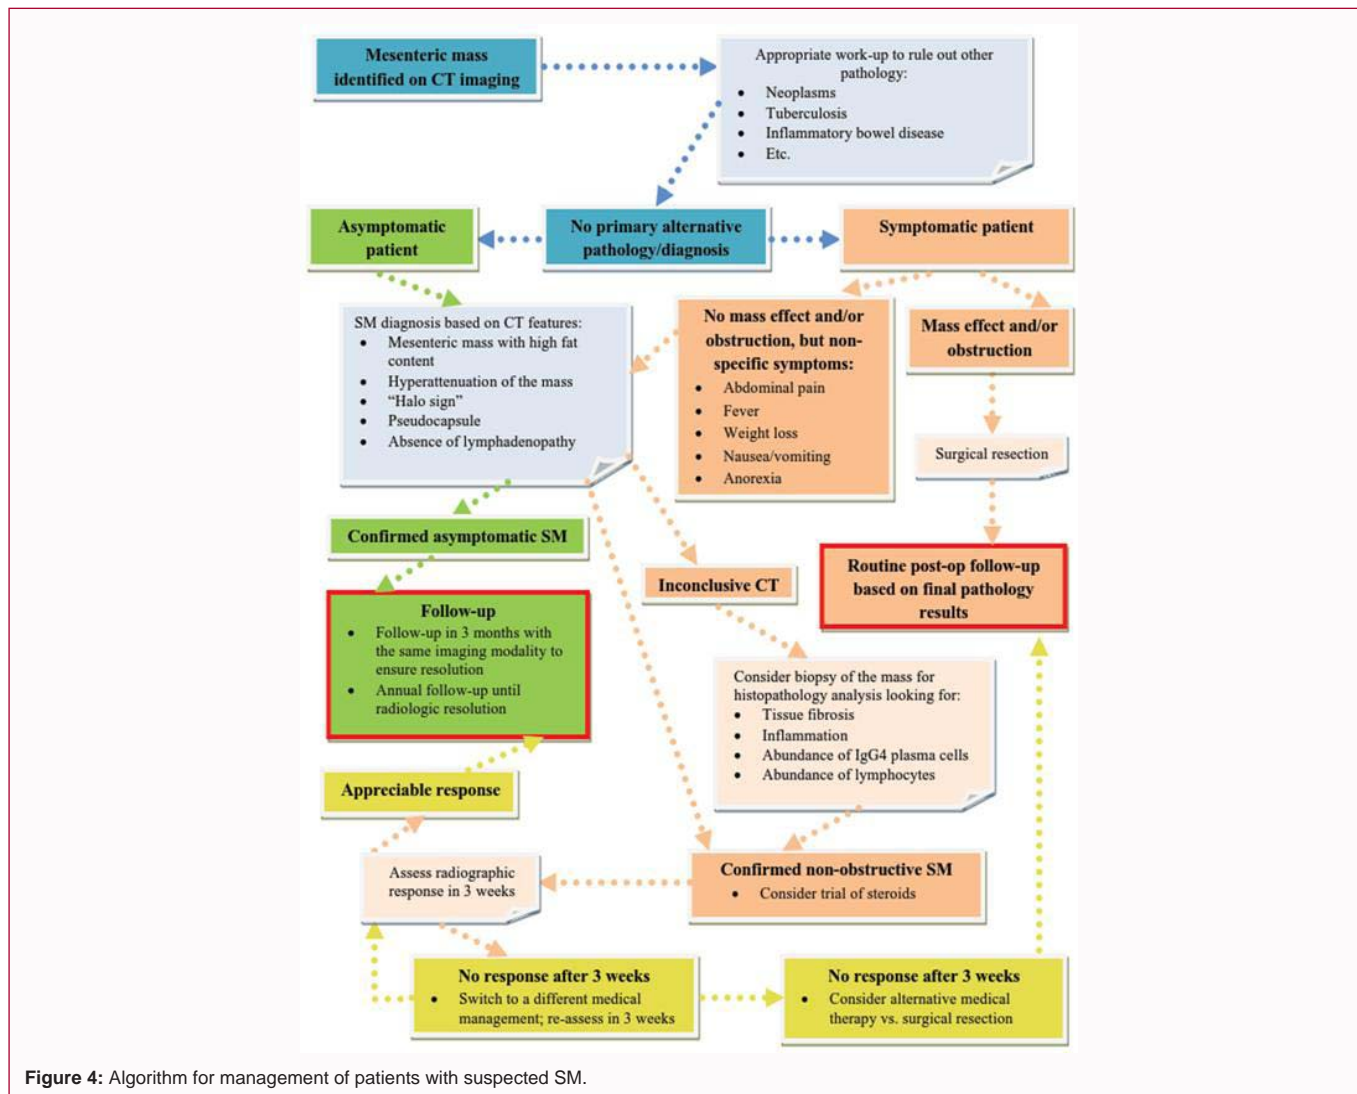 Mesenteric mass
identified on CT imaging
Appropriate work-up to rule out other
pathology:
• Neoplasms
• Tuberculosis
• Inflammatory bowel disease
• Etc.
Asymptomatic
patient
No primary alternative
pathology/diagnosis
Symptomatic patient
SM diagnosis based on CT features:
• Mesenteric mass with high fat
content
• Hyperattenuation of the mass
• “Halo sign”
• Pseudocapsule
• Absence of lymphadenopathy
No mass effect and/or
obstruction, but non-
specific symptoms:
• Abdominal pain
• Fever
• Weight loss
• Nausea/vomiting
• Anorexia
Mass effect and/or
obstruction
Surgical resection
Confirmed asymptomatic SM
Inconclusive CT
Routine post-op follow-up
based on final pathology
results
Follow-up
• Follow-up in 3 months with
the same imaging modality to
ensure resolution
• Annual follow-up until
radiologic resolution
Consider biopsy of the mass for
histopathology analysis looking for:
• Tissue fibrosis
• Inflammation
• Abundance of IgG4 plasma cells
• Abundance of lymphocytes
Appreciable response
Assess radiographic
response in 3 weeks
Confirmed non-obstructive SM
• Consider trial of steroids
No response after 3 weeks
• Switch to a different medical
management; re-assess in 3 weeks
No response after 3 weeks
• Consider alternative medical
therapy vs. surgical resection
Figure 4: Algorithm for management of patients with suspected SM.